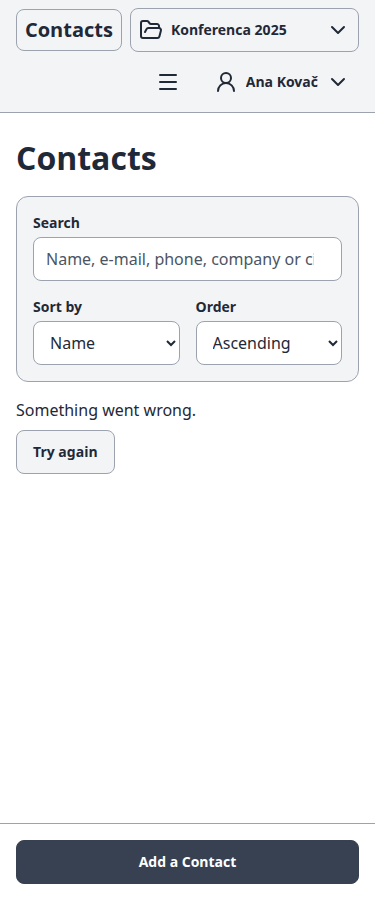 Contacts
Konferenca 2025
Ana Kovač
Contacts
Search
Name, e-mail, phone, company or c
Sort by
Order
Name
Ascending
Something went wrong.
Try again
Add a Contact